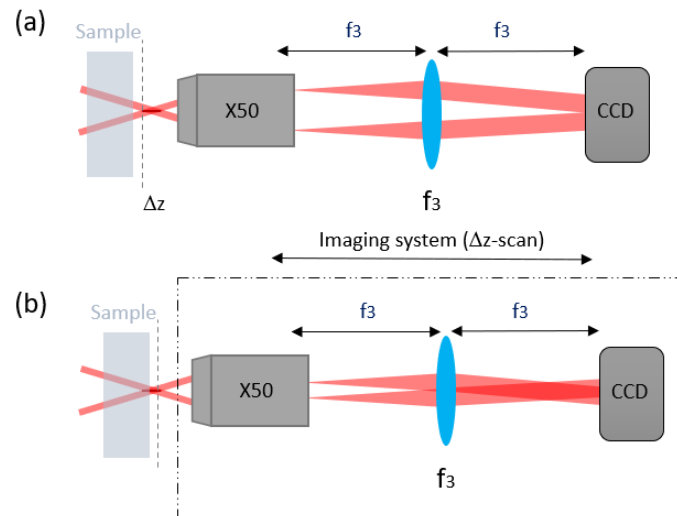 (a)
Sample
f3
f3
X50
CCD
Δz
f3
Imaging system (Δz-scan)
(b)
Sample
f3
f3
X50
CCD
f3